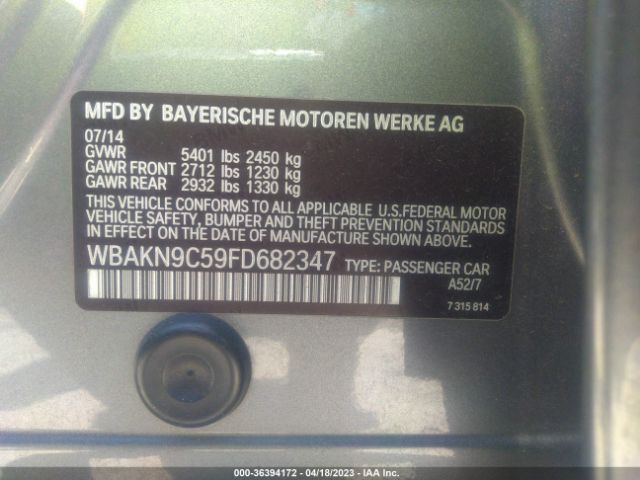 MFD BY BAYERISCHE MOTOREN WERKE AG
07/14
GVWR 5401 lbs 2450 kg
GAWR FRONT 2712 lbs 1230 kg
GAWR REAR 2932 lbs 1330 kg
THIS VEHICLE CONFORMS TO ALL APPLICABLE U.S.FEDERAL MOTOR
VEHICLE SAFETY, BUMPER AND THEFT PREVENTION STANDARDS
IN EFFECT ON THE DATE OF MANUFACTURE SHOWN ABOVE.
WBAKN9C59FD682347 TYPE: PASSENGER CAR
A52/7
7 315 814
000-36394172 - 04/18/2023 - IAA Inc.